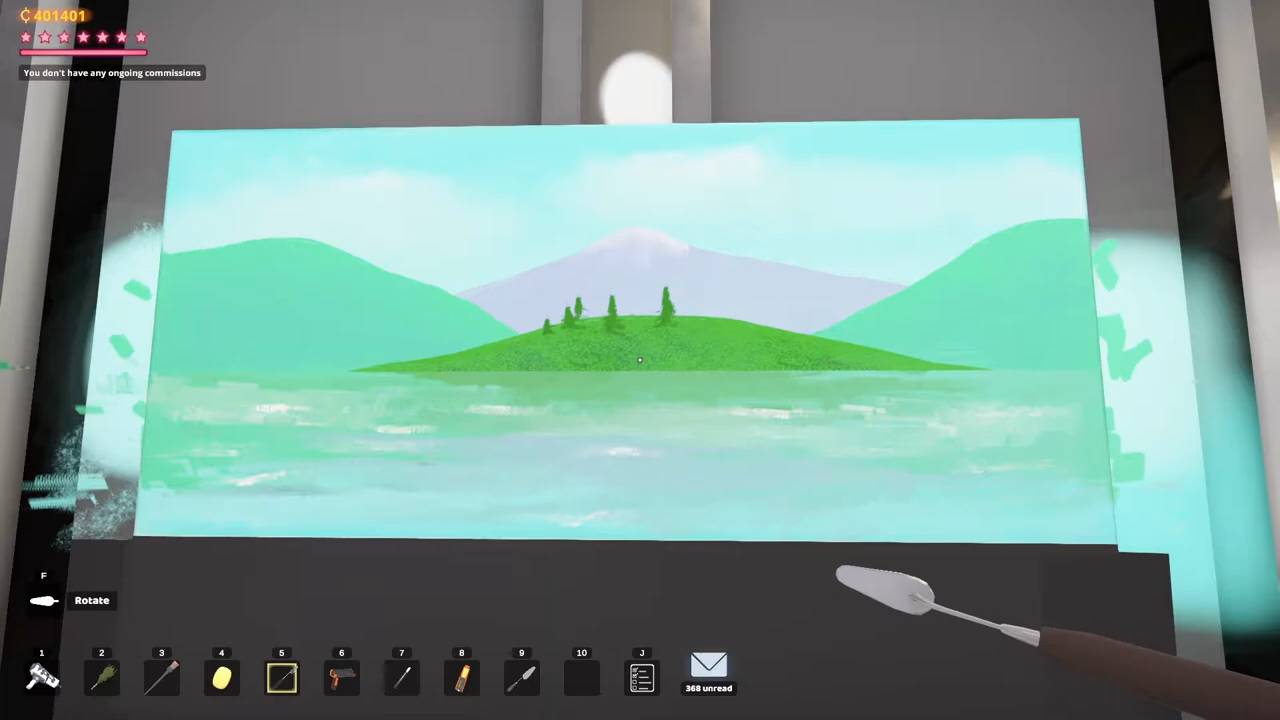 ₵401401
You don't have any ongoing commissions
F
Rotate
1
2
3
4
5
6
7
8
9
10
J
368 unread